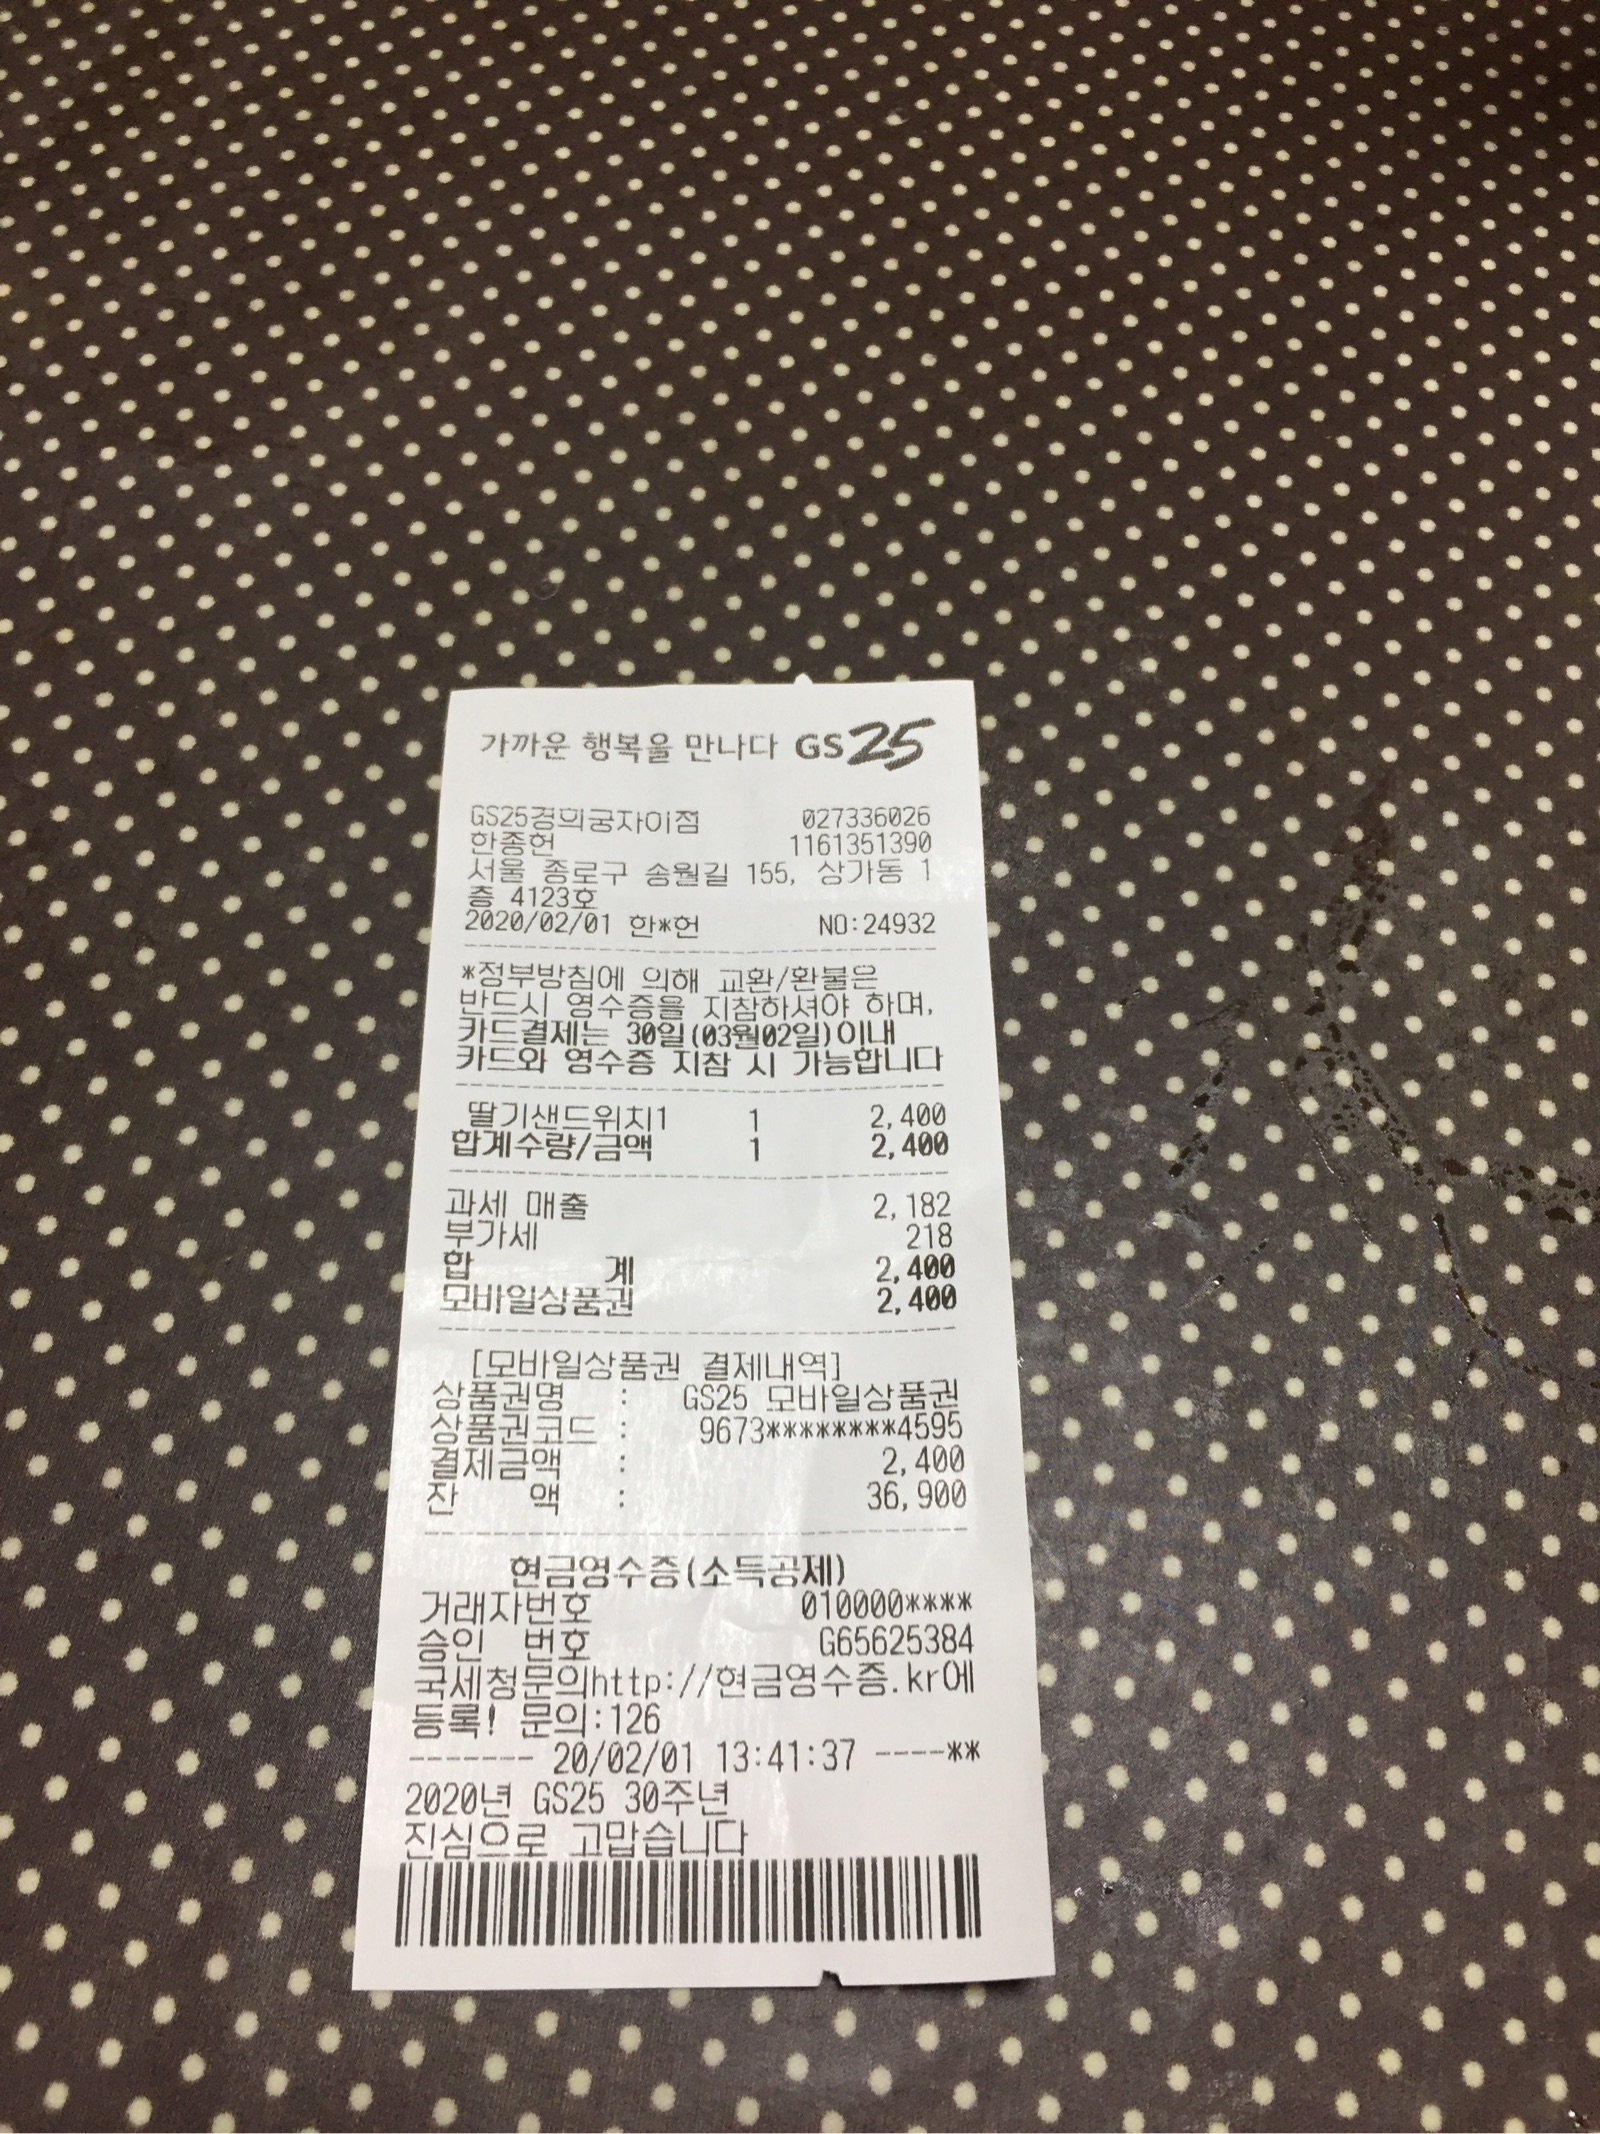 가까운 행복을 만나다 GS25
GS25경희궁자이점 027336026
한종헌 1161351390
서울 종로구 송월길 155, 상가동 1
층 4123호
2020/02/01 한*헌 NO:24932
*정부방침에 의해 교환/환불은
반드시 영수증을 지참하셔야 하며,
카드결제는 30일(03월02일)이내
카드와 영수증 지참 시 가능합니다
딸기샌드위치1 1 2,400
합계수량/금액 1 2,400
과세 매출 2,182
부가세 218
합 계 2,400
모바일상품권 2,400
[모바일상품권 결제내역]
상품권명 : GS25 모바일상품권
상품권코드 : 9673********4595
결제금액 : 2,400
잔 액 : 36,900
현금영수증(소득공제)
거래자번호 010000****
승인 번호 G65625384
국세청문의http://현금영수증.kr에
등록! 문의:126
------- 20/02/01 13:41:37 ----**
2020년 GS25 30주년
진심으로 고맙습니다